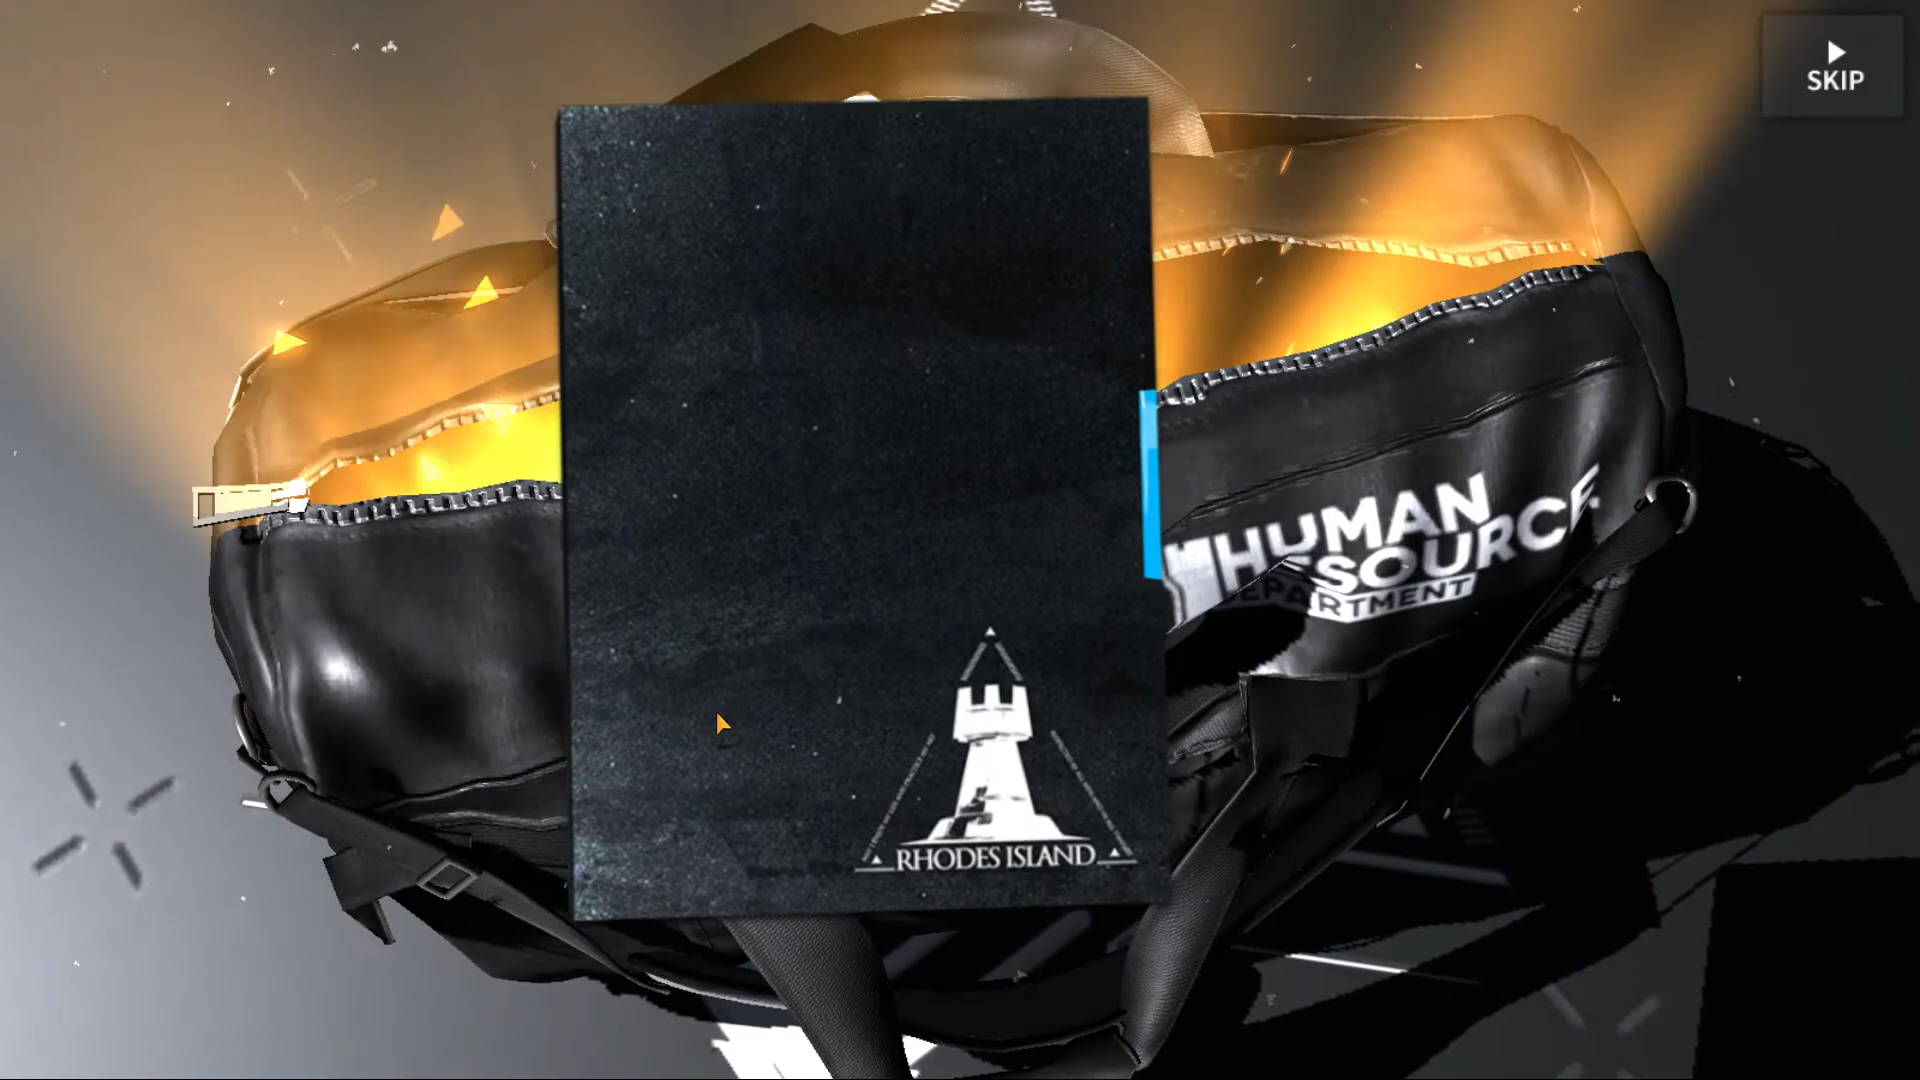 SKIP
HUMAN
RESOURCE
DEPARTMENT
RHODES ISLAND